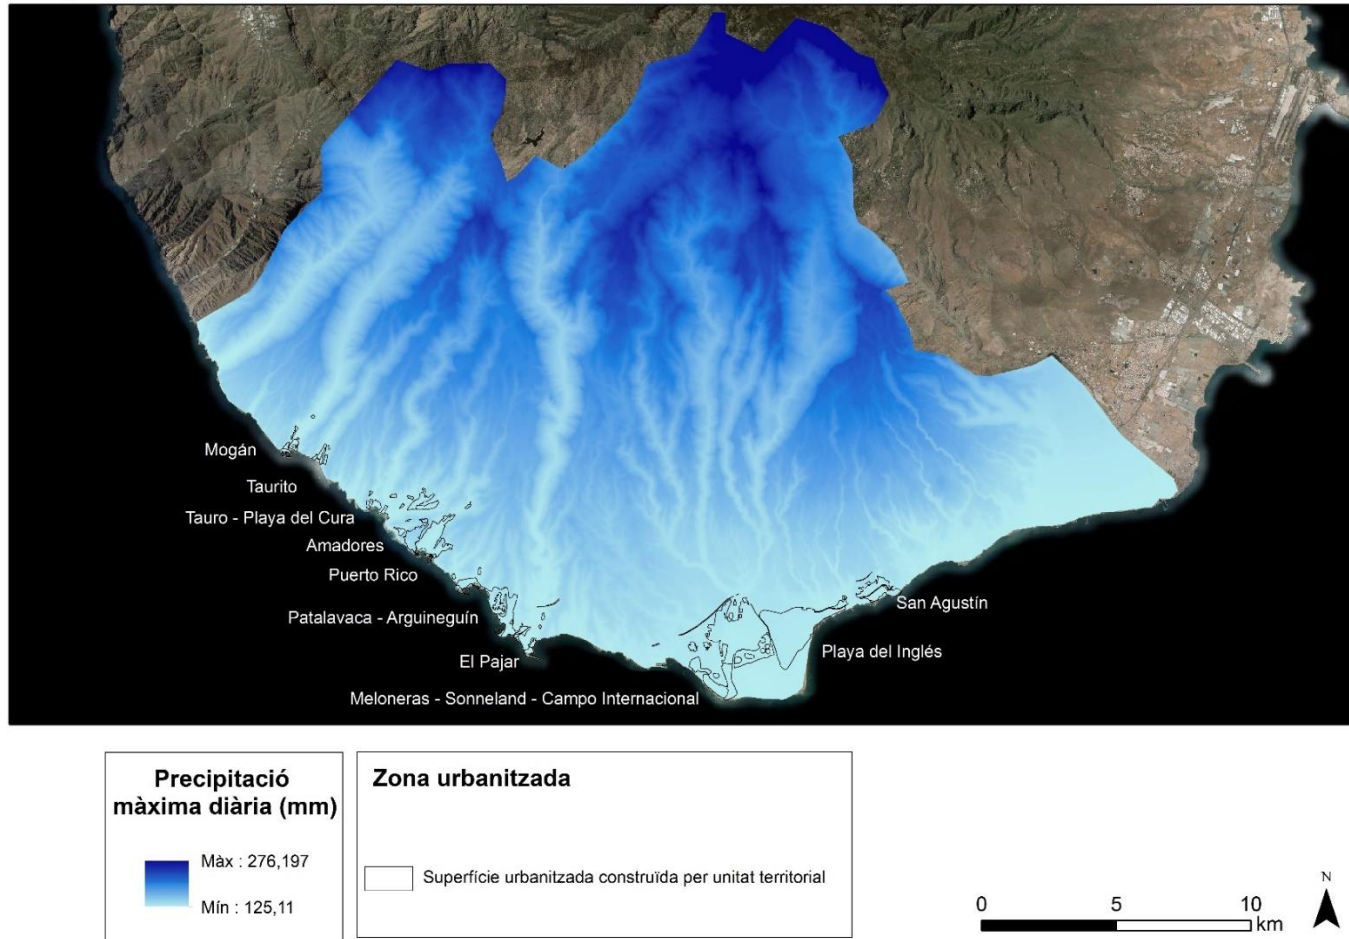 Mogán
Taurito
Tauro - Playa del Cura
Amadores
Puerto Rico
Patalavaca - Arguineguín
El Pajar
Meloneras - Sonneland - Campo Internacional
San Agustín
Playa del Inglés
Precipitació
màxima diària (mm)
Màx : 276,197
Mín : 125,11
Zona urbanitzada
Superfície urbanitzada construïda per unitat territorial
0 5 10
km
N